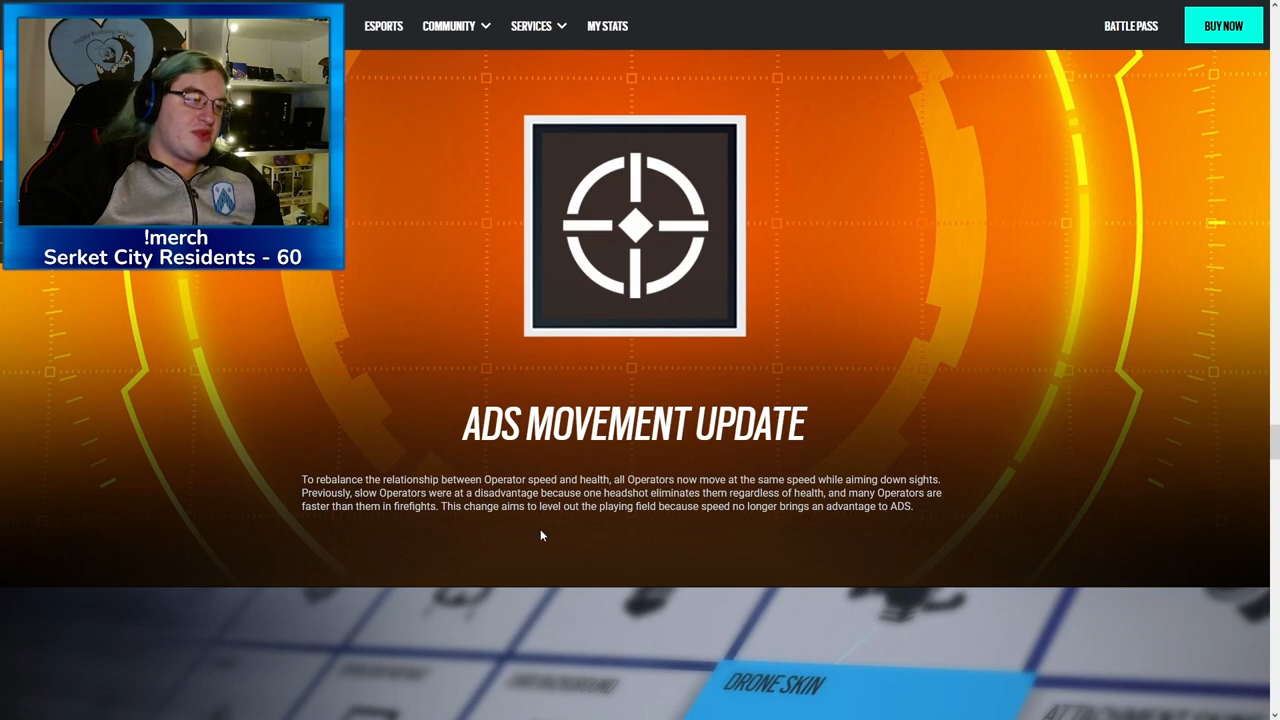 ESPORTS COMMUNITY SERVICES MY STATS BATTLE PASS BUY NOW
!merch
Serket City Residents - 60
ADS MOVEMENT UPDATE
To rebalance the relationship between Operator speed and health, all Operators now move at the same speed while aiming down sights.
Previously, slow Operators were at a disadvantage because one headshot eliminates them regardless of health, and many Operators are
faster than them in firefights. This change aims to level out the playing field because speed no longer brings an advantage to ADS.
DRONE SKIN